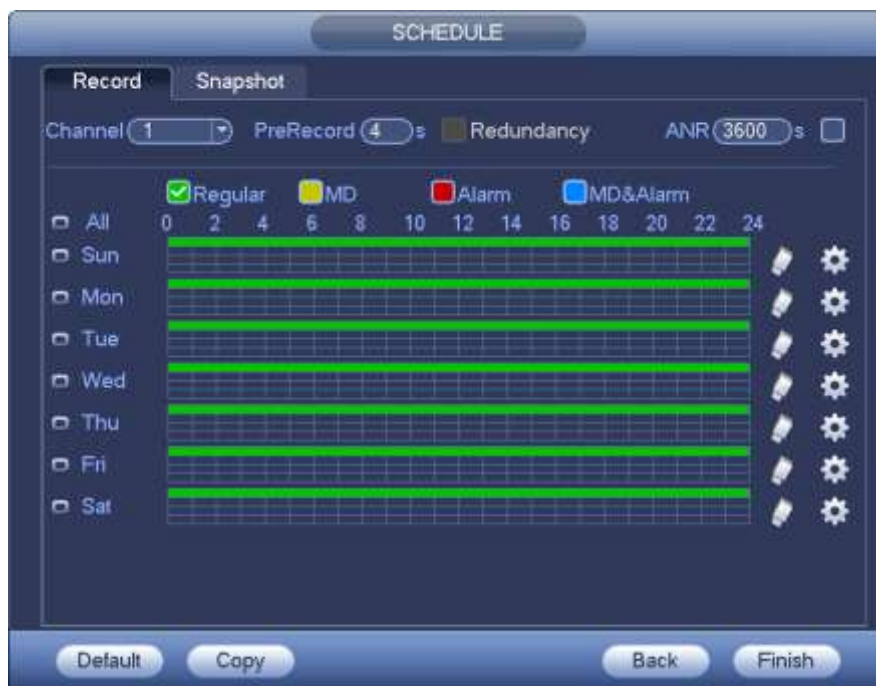 SCHEDULE
Record Snapshot
Channel 1 PreRecord 4 s Redundancy ANR 3600 s
Regular MD Alarm MD&Alarm
All 0 2 4 6 8 10 12 14 16 18 20 22 24
Sun
Mon
Tue
Wed
Thu
Fri
Sat
Default Copy Back Finish